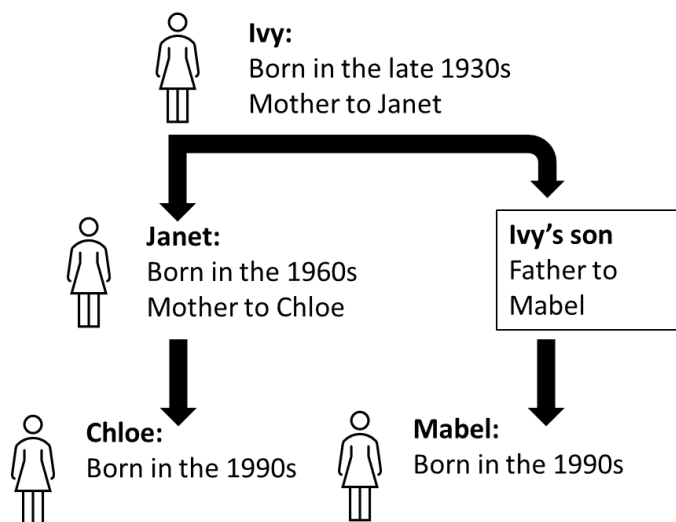 Ivy:
Born in the late 1930s
Mother to Janet
Janet:
Born in the 1960s
Mother to Chloe
Ivy's son
Father to
Mabel
Chloe:
Born in the 1990s
Mabel:
Born in the 1990s